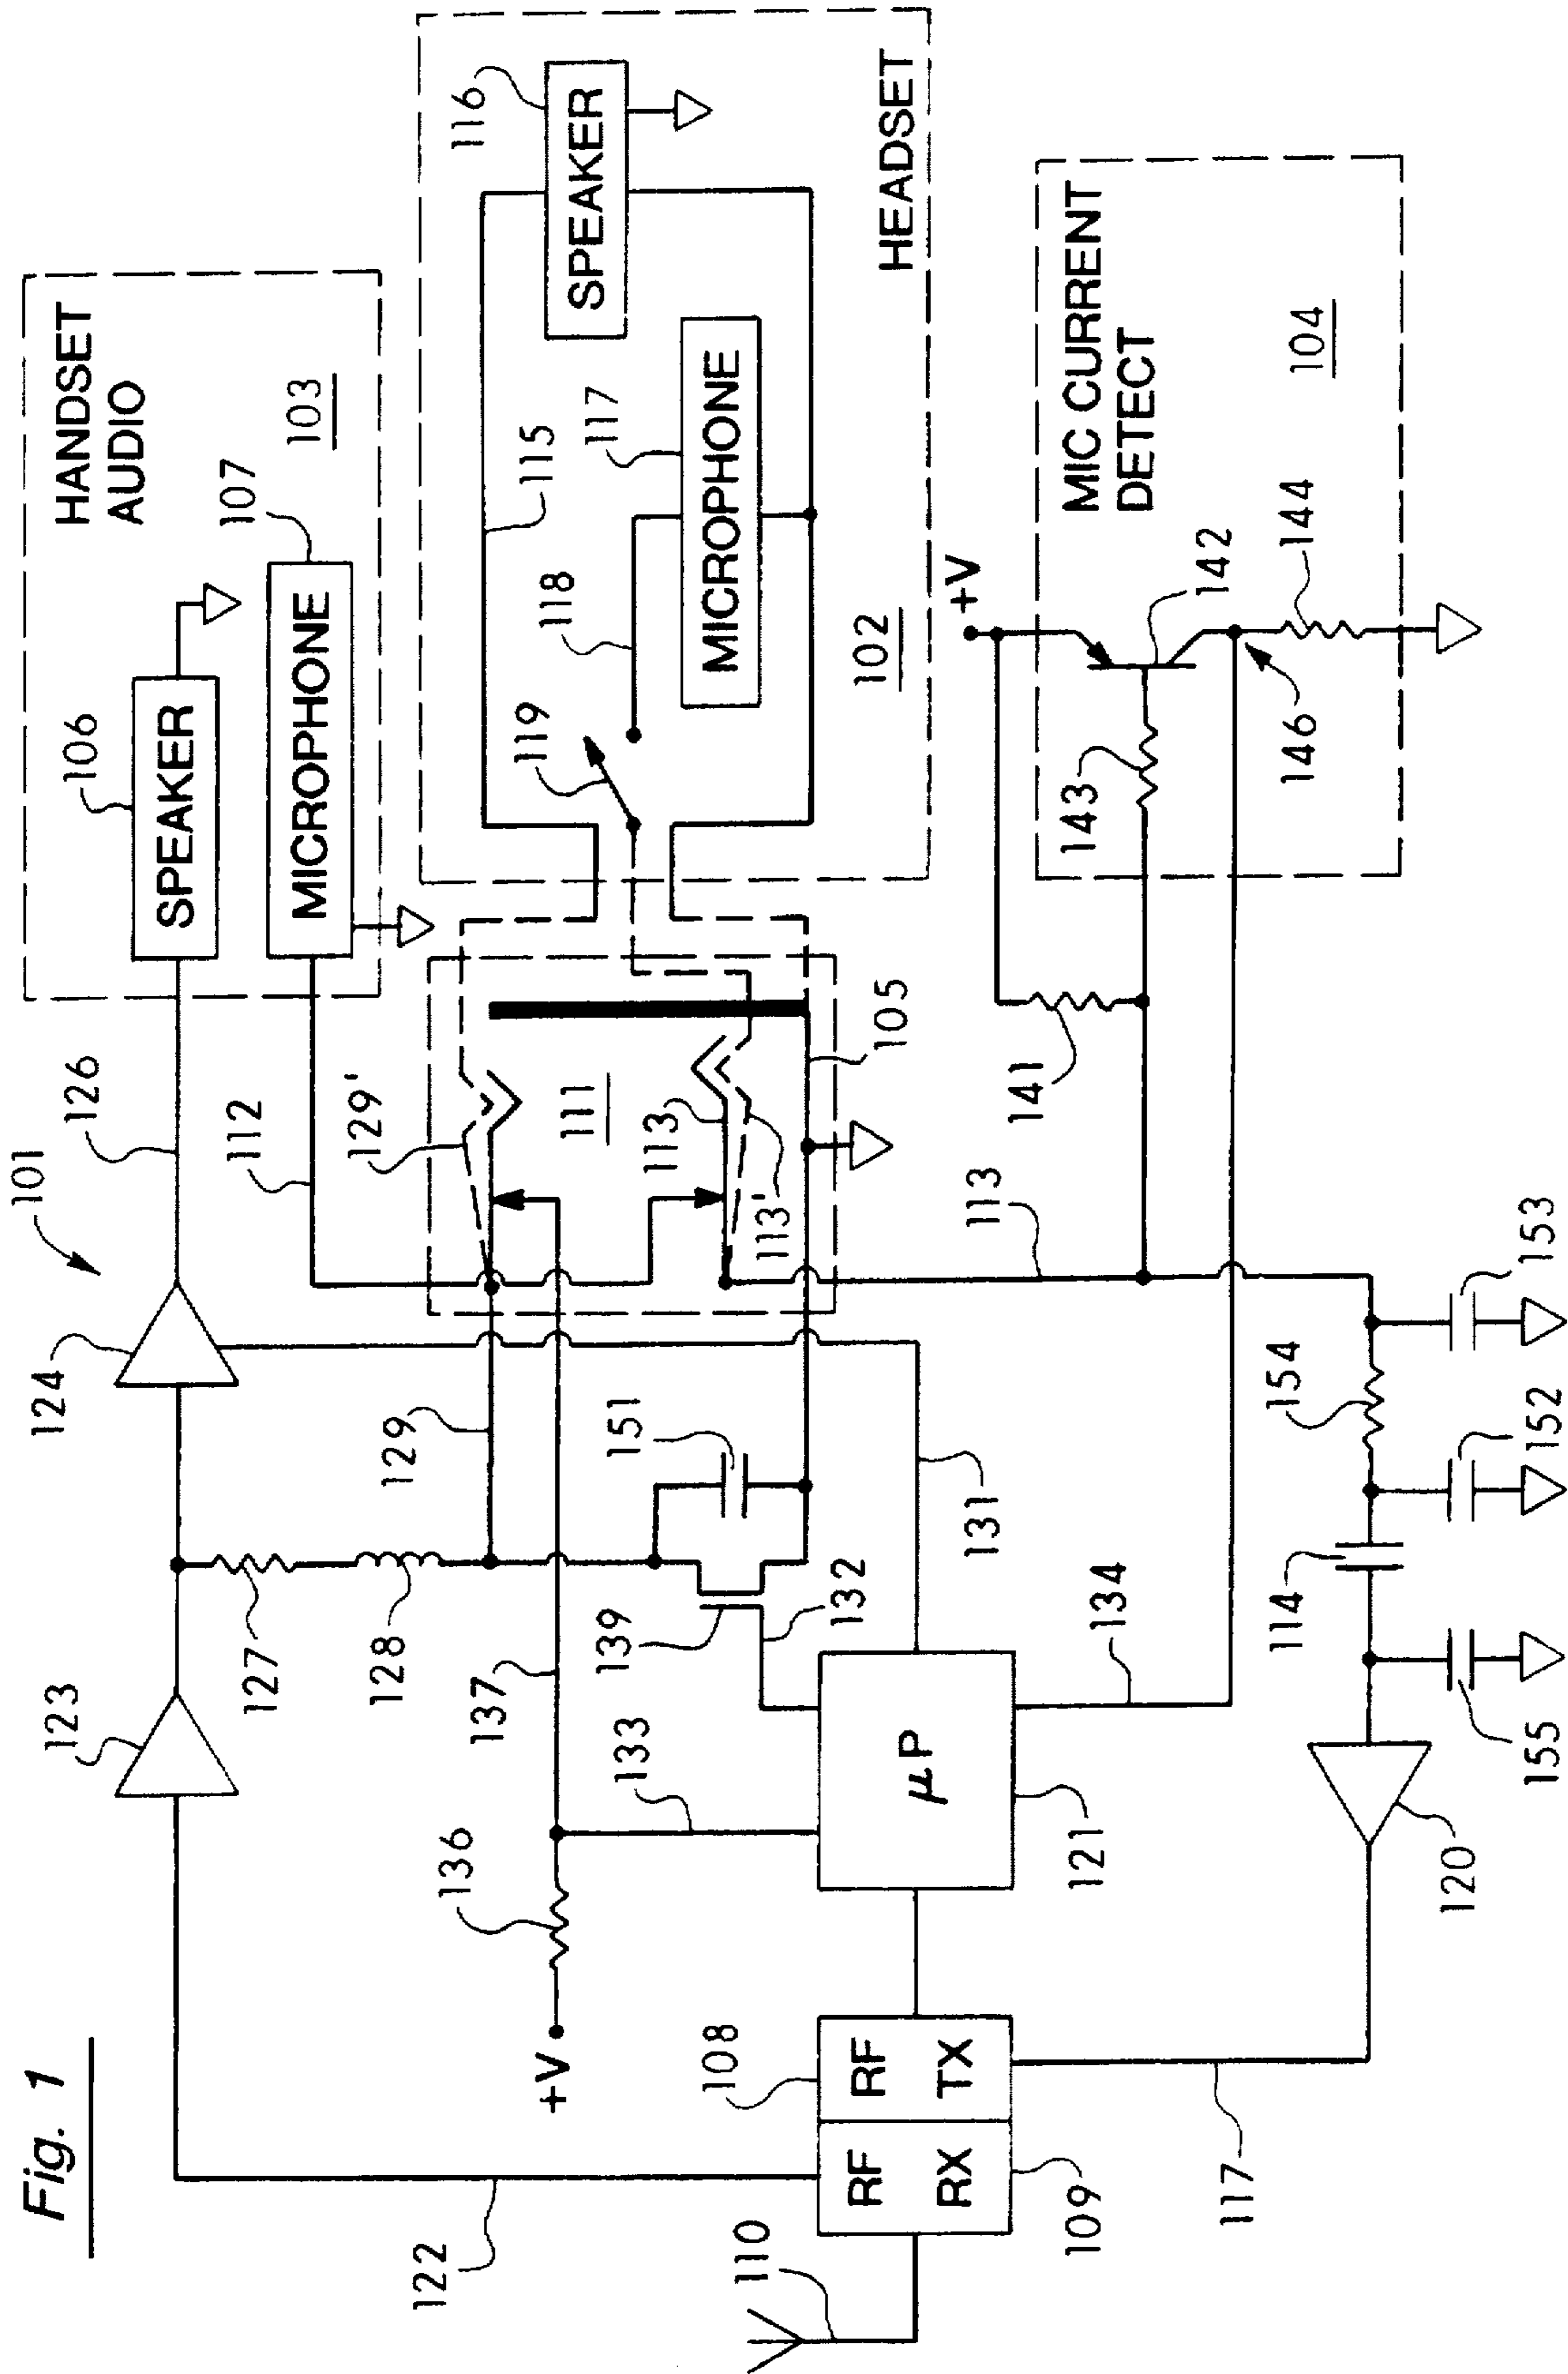 Fig. 1
101
HANDSET
AUDIO
103
106
SPEAKER
107
MICROPHONE
126
112
124
123
122
127
128
129
137
133
136
+V
129'
111
113
113'
105
113
116
SPEAKER
115
117
MICROPHONE
118
119
102
HEADSET
151
139
132
131
134
μP
121
108
RF
TX
RF
RX
109
110
117
120
155
114
152
154
153
141
+V
MIC CURRENT
DETECT
104
142
143
144
146